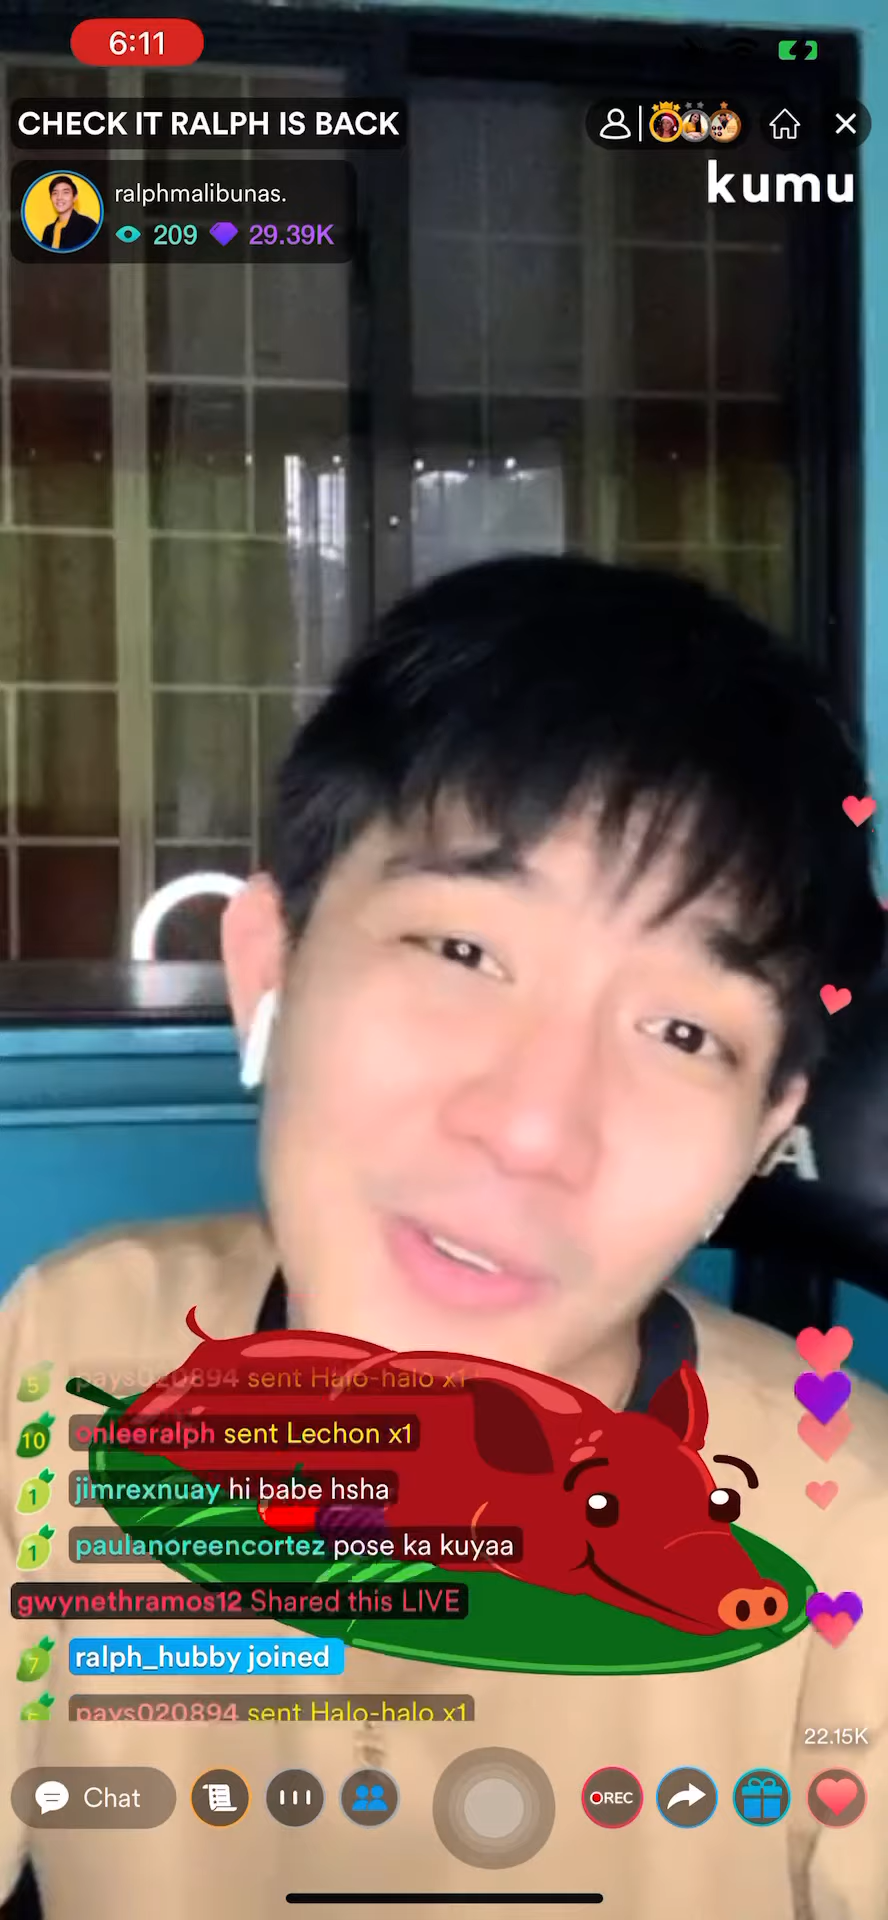 6:11
CHECK IT RALPH IS BACK
kumu
ralphmalibunas.
209 29.39K
A
5 pays020894 sent Halo-halo x1
10 onleeralph sent Lechon x1
1 jimrexnuay hi babe hsha
1 paulanoreencortez pose ka kuyaa
gwynethramos12 Shared this LIVE
7 ralph_hubby joined
pays020894 sent Halo-halo x1
22.15K
Chat
REC